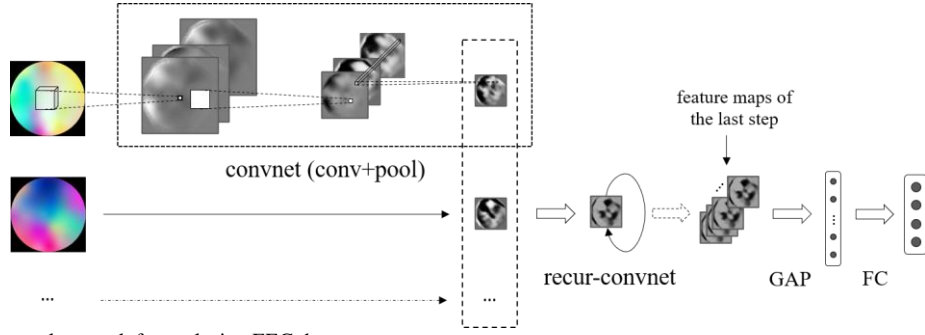 convnet (conv+pool)
feature maps of
the last step
...
recur-convnet
GAP
FC
...
...